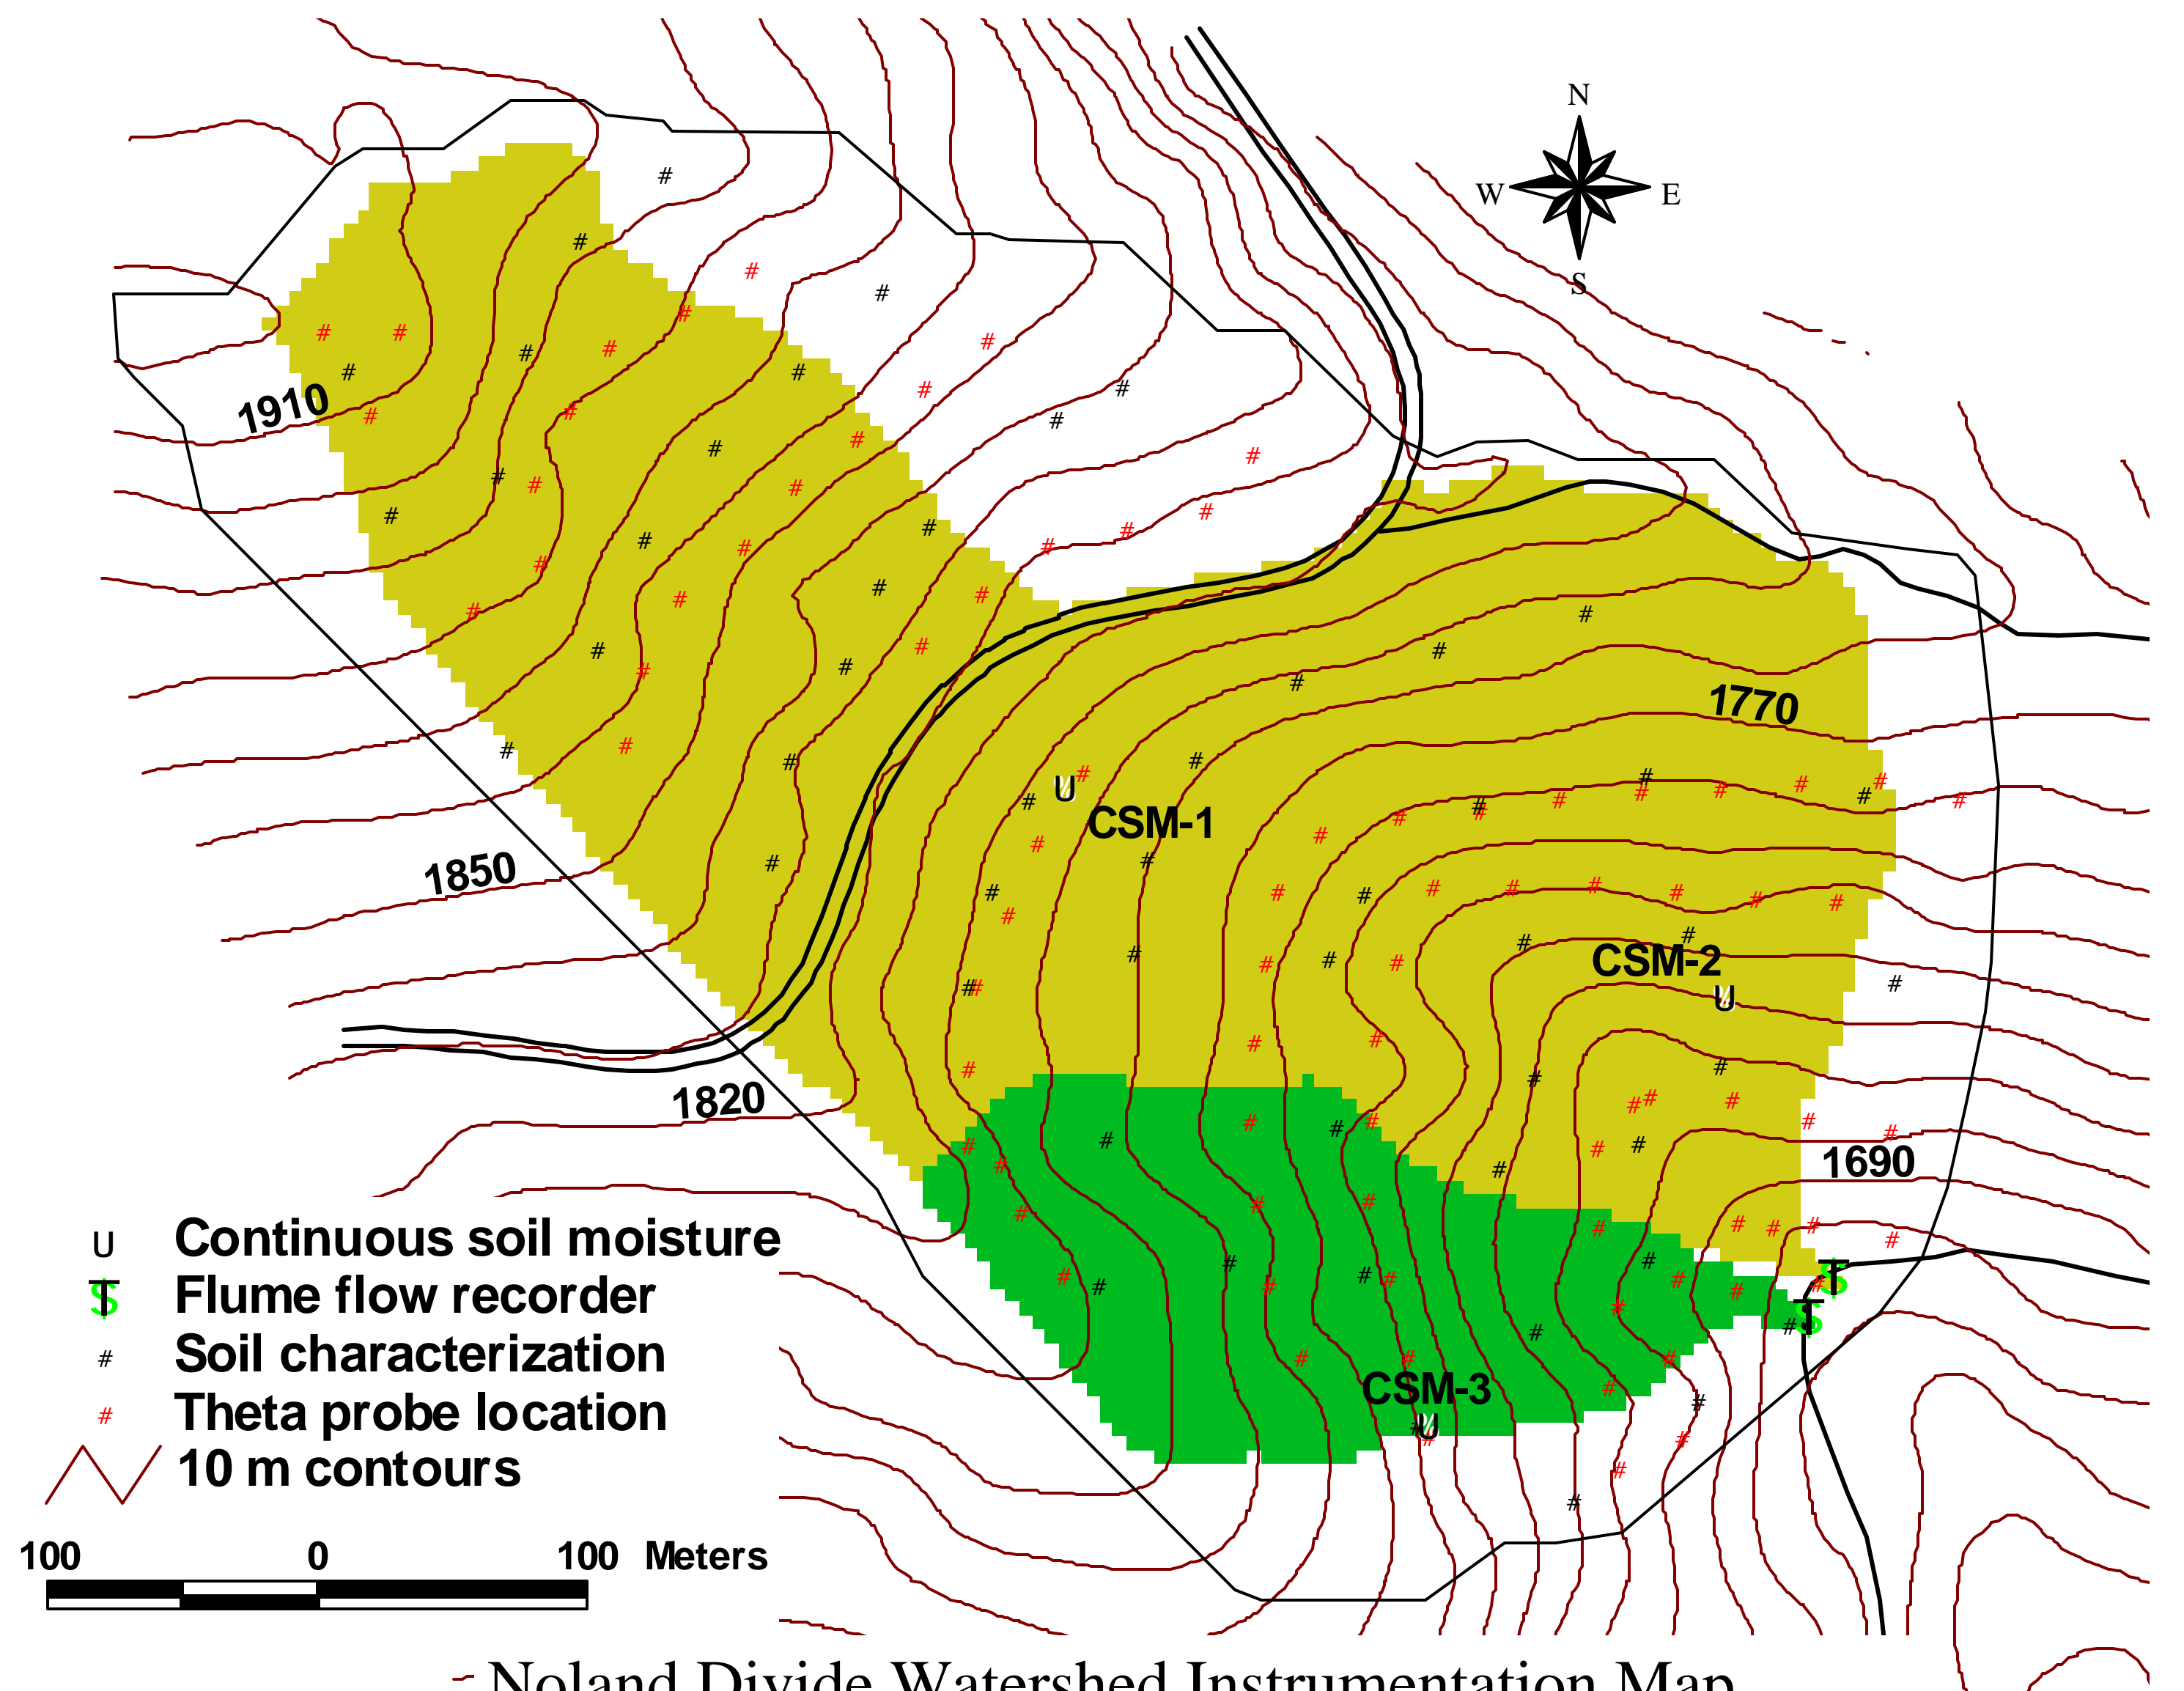 N
W E
S
1910
1770
CSM-1
1850
CSM-2
1820
1690
U Continuous soil moisture
Flume flow recorder
# Soil characterization
# Theta probe location
CSM-3
10 m contours
100 0 100 Meters
Noland Divide Watershed Instrumentation Map